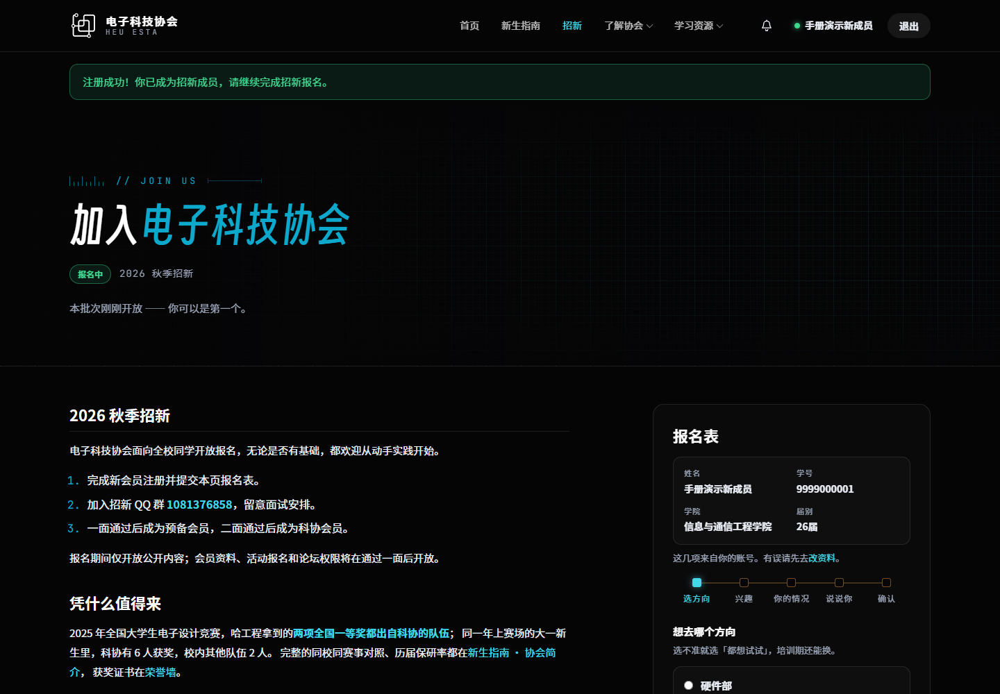 电子科技协会
HEU ESTA
首页
新生指南
招新
了解协会
学习资源
手册演示新成员
退出
注册成功！你已成为招新成员，请继续完成招新报名。
// JOIN US
加入电子科技协会
报名中
2026 秋季招新
本批次刚刚开放 —— 你可以是第一个。
2026 秋季招新
电子科技协会面向全校同学开放报名，无论是否有基础，都欢迎从动手实践开始。
1. 完成新会员注册并提交本页报名表。
2. 加入招新 QQ 群 1081376858，留意面试安排。
3. 一面通过后成为预备会员，二面通过后成为科协会员。
报名期间仅开放公开内容；会员资料、活动报名和论坛权限将在通过一面后开放。
凭什么值得来
2025 年全国大学生电子设计竞赛，哈工程拿到的两项全国一等奖都出自科协的队伍； 同一年上赛场的大一新
生里，科协有 6 人获奖，校内其他队伍 2 人。 完整的同校同赛事对照、历届保研率都在新生指南 · 协会简
介， 获奖证书在荣誉墙。
报名表
姓名
手册演示新成员
学号
9999000001
学院
信息与通信工程学院
届别
26届
这几项来自你的账号。有误请先去改资料。
选方向
兴趣
你的情况
说说你
确认
想去哪个方向
选不准就选「都想试试」，培训期还能换。
硬件部